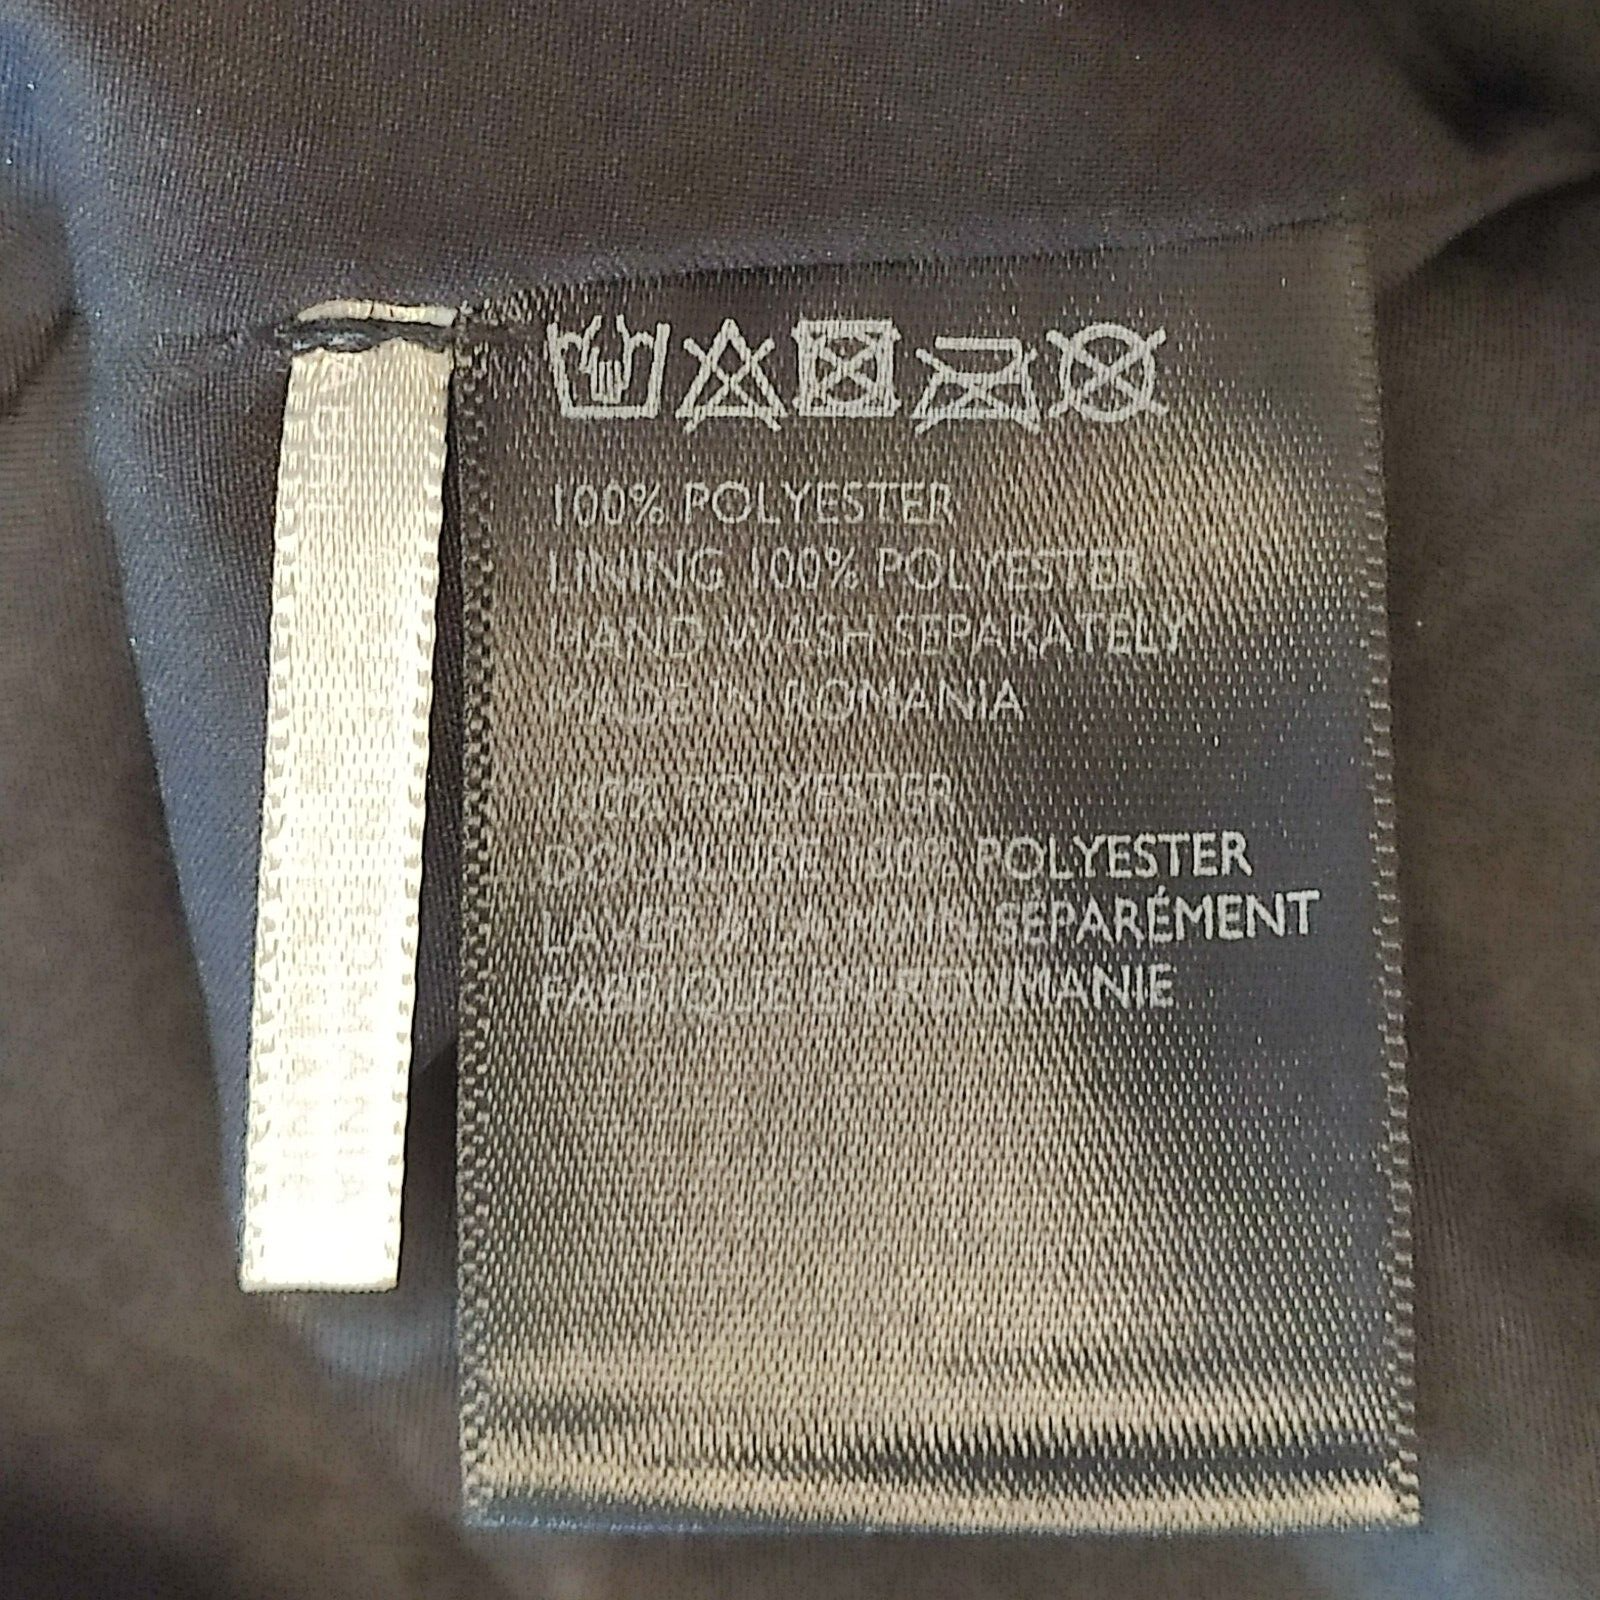 100% POLYESTER
LINING 100% POLYESTER
HAND WASH SEPARATELY
MADE IN ROMANIA
100% POLYESTER
DOUBLURE 100% POLYESTER
LAVER À LA MAIN SEPARÉMENT
FABRIQUE EN ROUMANIE